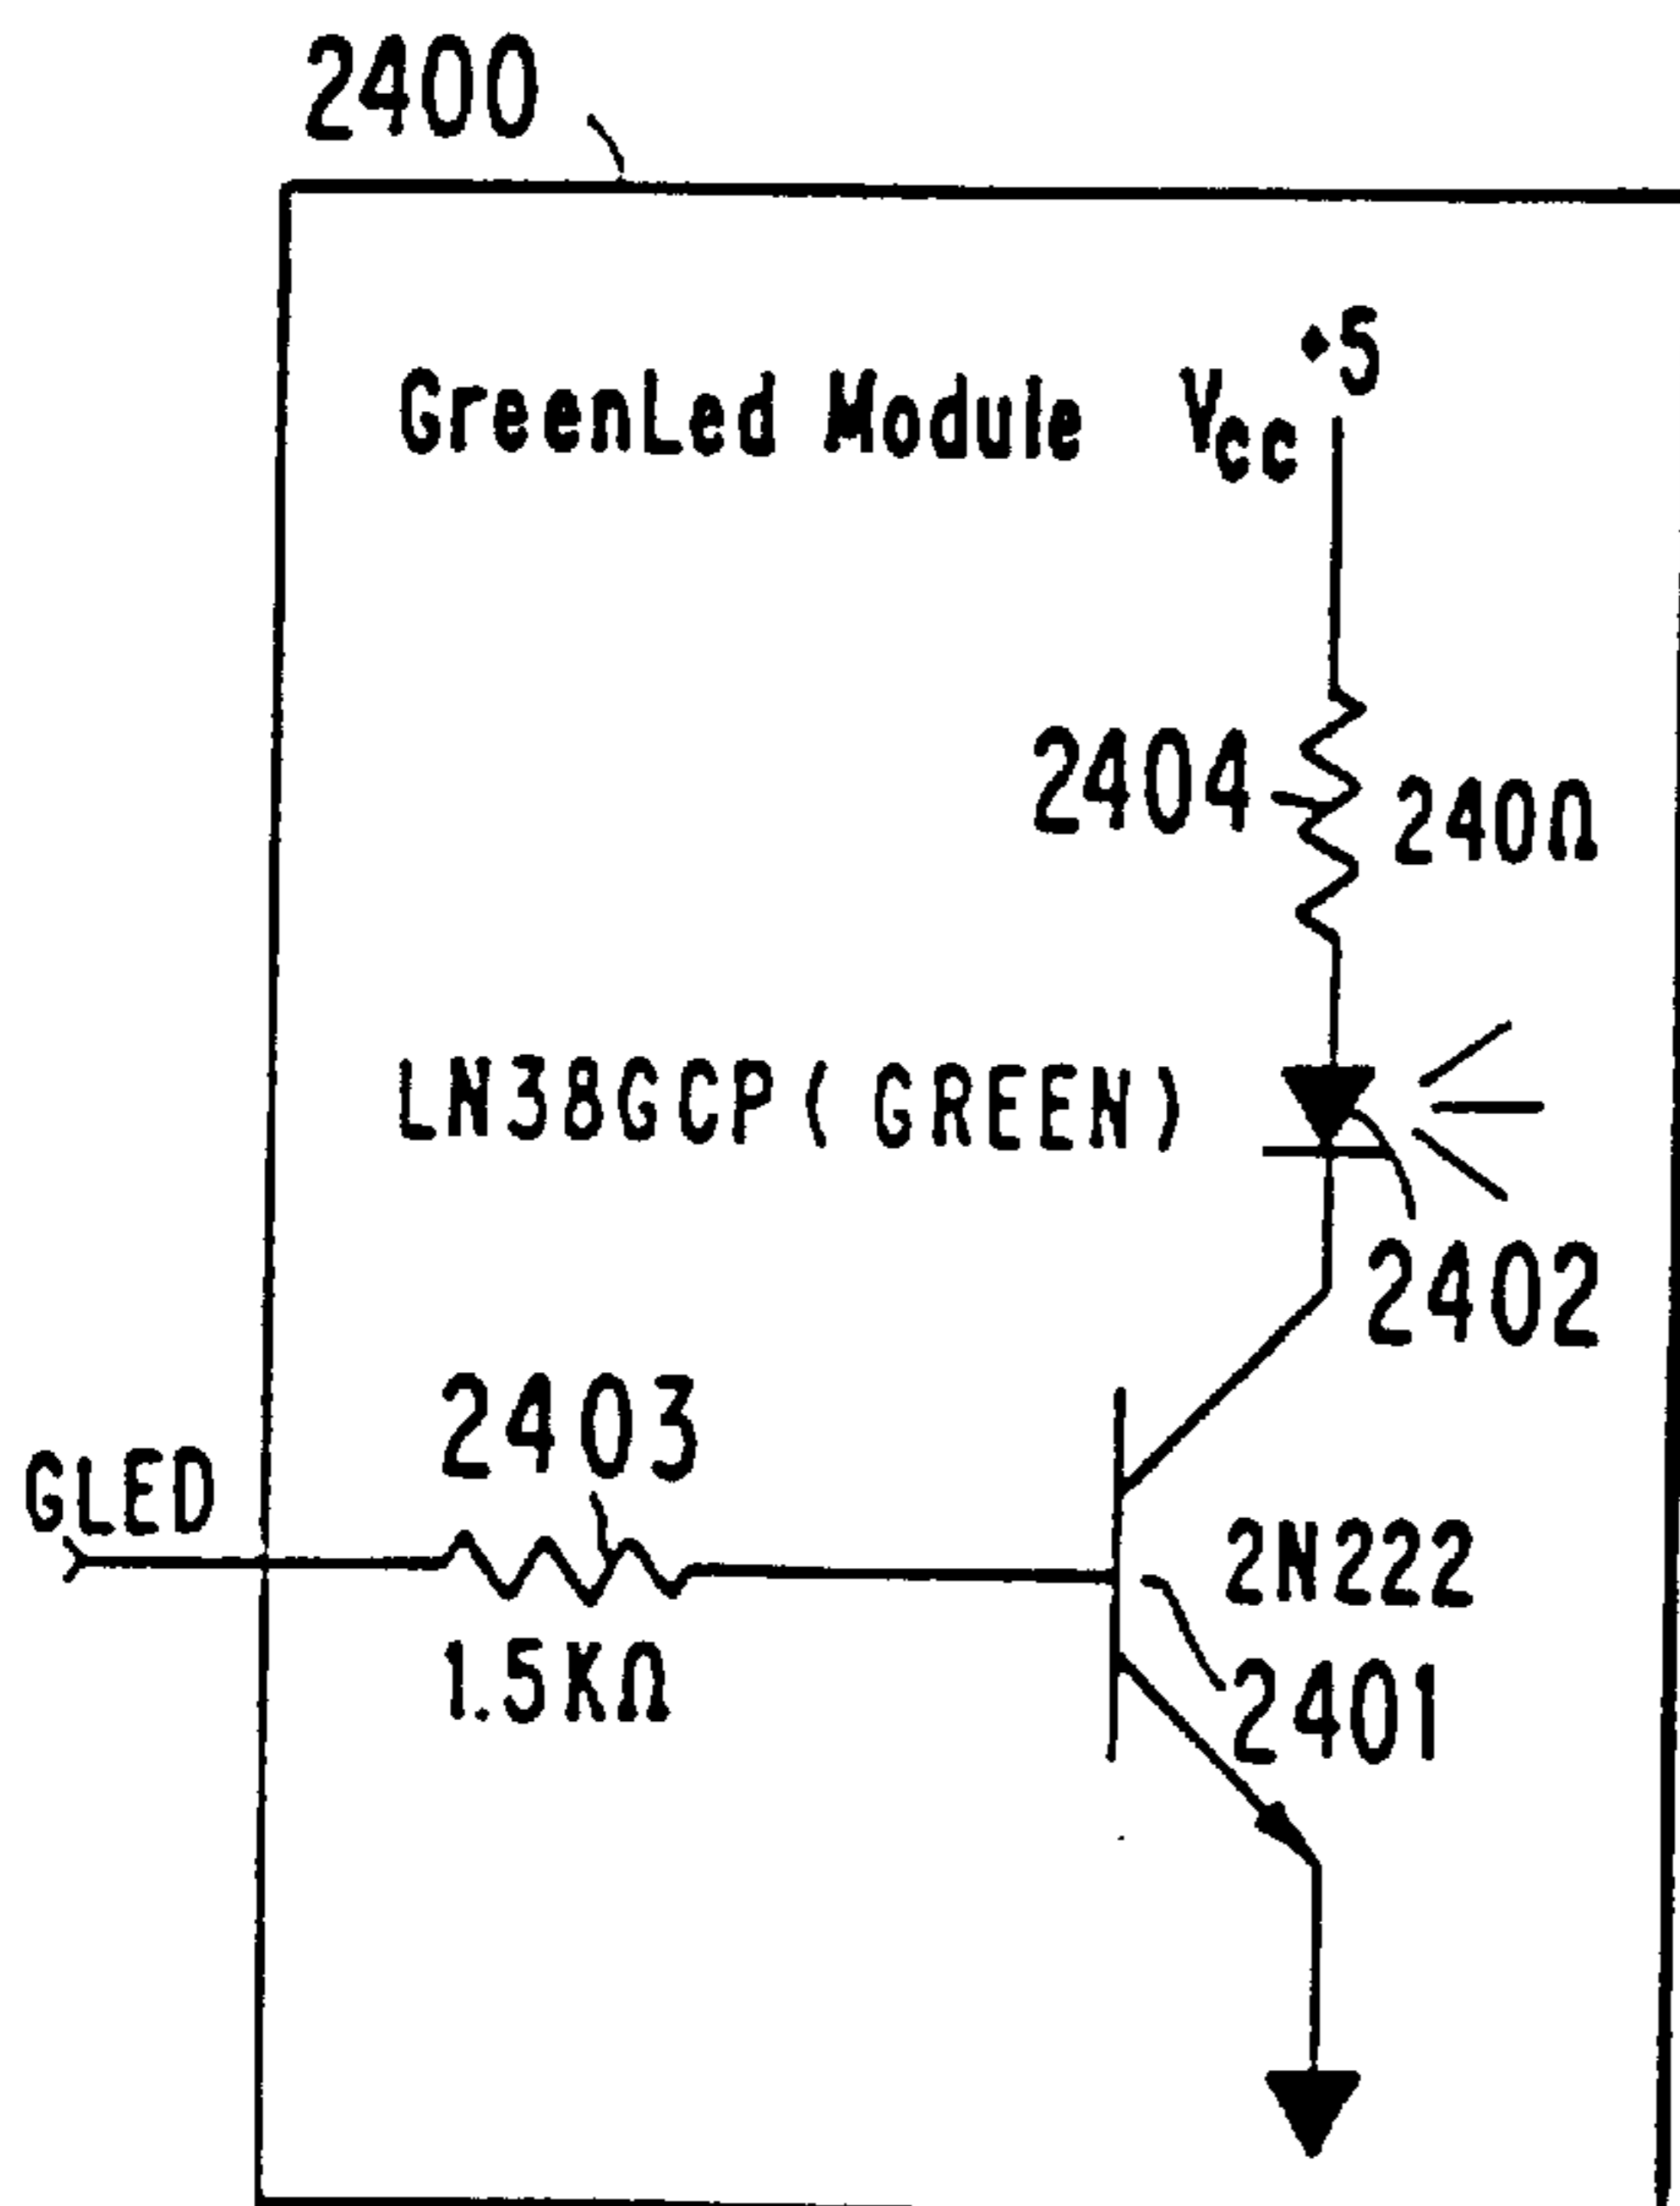 2400
+5
GreenLed Module Vcc
2404
240Ω
LN38GCP( GREEN)
2402
2403
GLED
2N222
1.5KΩ
2401